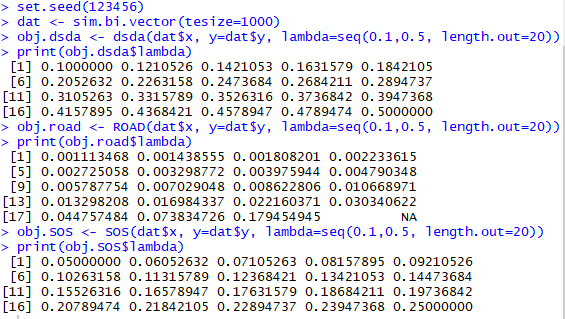 > set.seed(123456)
> dat <- sim.bi.vector(tesize=1000)
> obj.dsda <- dsda(dat$x, y=dat$y, lambda=seq(0.1,0.5, length.out=20))
> print(obj.dsda$lambda)
[1] 0.1000000 0.1210526 0.1421053 0.1631579 0.1842105
[6] 0.2052632 0.2263158 0.2473684 0.2684211 0.2894737
[11] 0.3105263 0.3315789 0.3526316 0.3736842 0.3947368
[16] 0.4157895 0.4368421 0.4578947 0.4789474 0.5000000
> obj.road <- ROAD(dat$x, y=dat$y, lambda=seq(0.1,0.5, length.out=20))
> print(obj.road$lambda)
[1] 0.001113468 0.001438555 0.001808201 0.002233615
[5] 0.002725058 0.003298772 0.003975944 0.004790348
[9] 0.005787754 0.007029048 0.008622806 0.010668971
[13] 0.013298208 0.016984337 0.022160371 0.030340622
[17] 0.044757484 0.073834726 0.179454945 NA
> obj.SOS <- SOS(dat$x, y=dat$y, lambda=seq(0.1,0.5, length.out=20))
> print(obj.SOS$lambda)
[1] 0.05000000 0.06052632 0.07105263 0.08157895 0.09210526
[6] 0.10263158 0.11315789 0.12368421 0.13421053 0.14473684
[11] 0.15526316 0.16578947 0.17631579 0.18684211 0.19736842
[16] 0.20789474 0.21842105 0.22894737 0.23947368 0.25000000